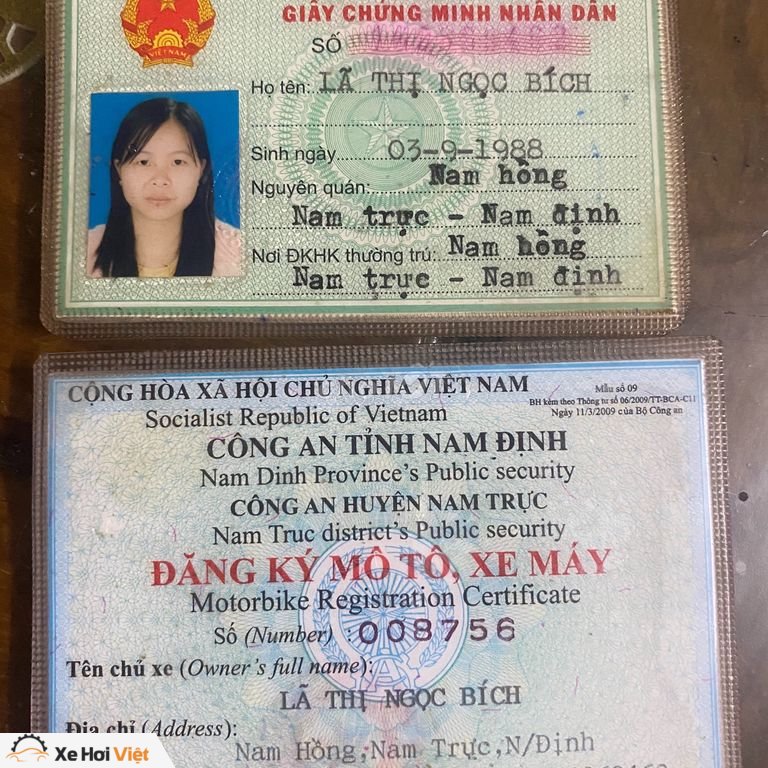 VIỆT NAM
GIẤY CHỨNG MINH NHÂN DÂN
SỐ
Họ tên: LÃ THỊ NGỌC BÍCH
Sinh ngày 03-9-1988
Nguyên quán: Nam hồng
Nam trực - Nam định
Nơi ĐKHK thường trú: Nam hồng
Nam trực - Nam định
CỘNG HÒA XÃ HỘI CHỦ NGHĨA VIỆT NAM
Mẫu số 09
BH kèm theo Thông tư số 06/2009/TT-BCA-C11
Ngày 11/3/2009 của Bộ Công an
Socialist Republic of Vietnam
CÔNG AN TỈNH NAM ĐỊNH
Nam Dinh Province's Public security
CÔNG AN HUYỆN NAM TRỰC
Nam Truc district's Public security
ĐĂNG KÝ MÔ TÔ, XE MÁY
Motorbike Registration Certificate
Số (Number) : 008756
Tên chủ xe (Owner's full name):
LÃ THỊ NGỌC BÍCH
Địa chỉ (Address):
Nam Hồng,Nam Trực,N/Định
Xe Hơi Việt